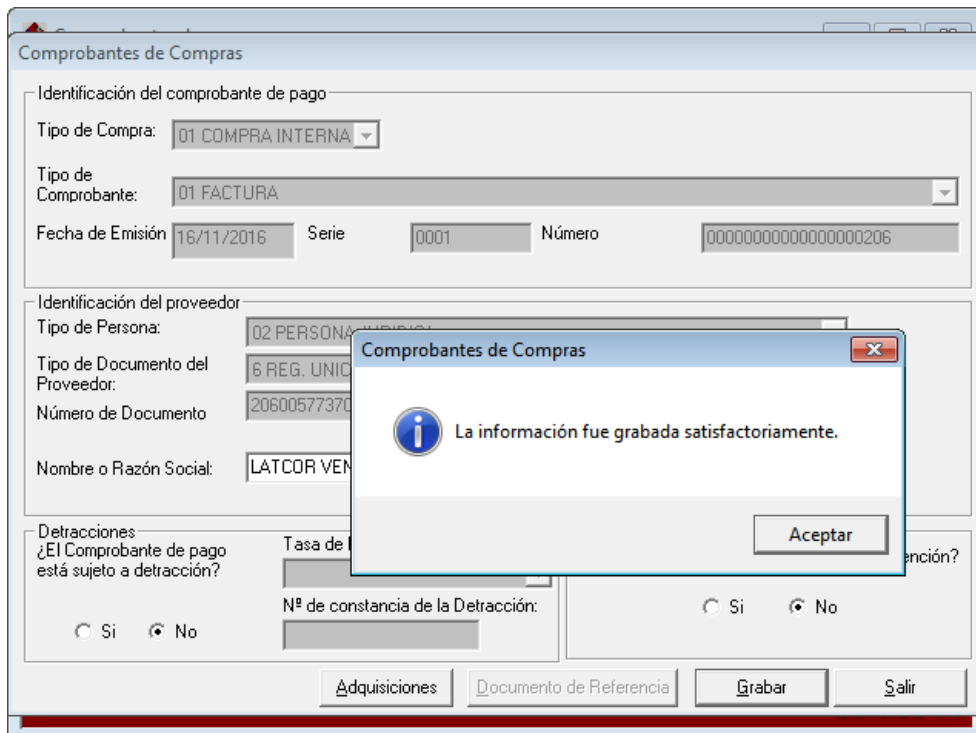 Comprobantes de Compras
Identificación del comprobante de pago
Tipo de Compra: 01 COMPRA INTERNA
Tipo de Comprobante: 01 FACTURA
Fecha de Emisión 16/11/2016 Serie 0001 Número 00000000000000000206
Identificación del proveedor
Tipo de Persona: 02 PERSONA
Tipo de Documento del Proveedor: 6 REG. UNIC
Número de Documento 20600577370
Nombre o Razón Social: LATCOR VEN
Comprobantes de Compras
La información fue grabada satisfactoriamente.
Aceptar
Detracciones
¿El Comprobante de pago está sujeto a detracción?
Si No
Tasa de
Nº de constancia de la Detracción:
ención?
Si No
Adquisiciones Documento de Referencia Grabar Salir